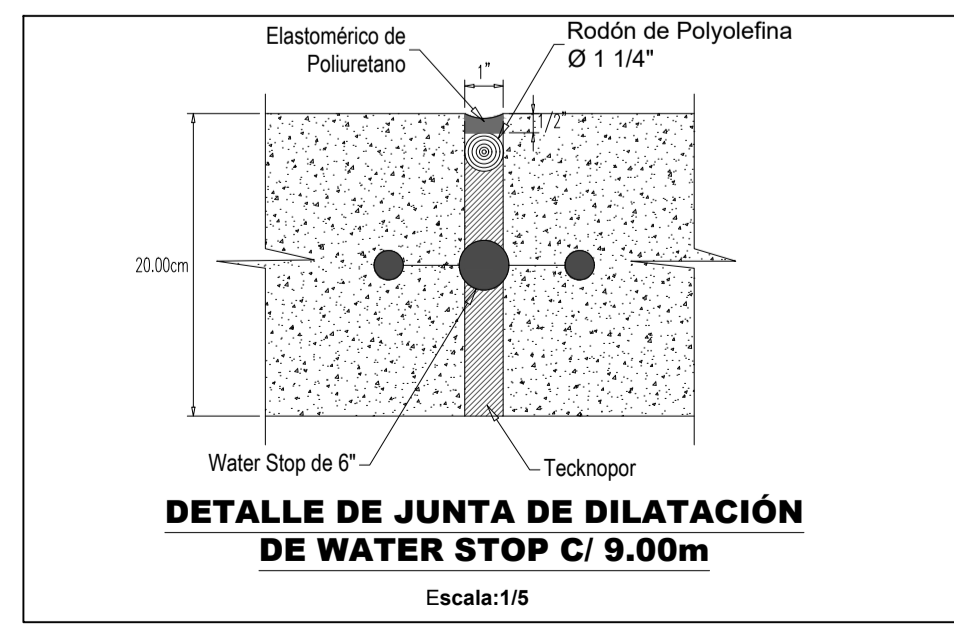 Elastomérico de
Poliuretano
Rodón de Polyolefina
Ø 1 1/4"
1"
1/2"
20.00cm
Water Stop de 6"
Tecknopor
DETALLE DE JUNTA DE DILATACIÓN
DE WATER STOP C/ 9.00m
Escala:1/5